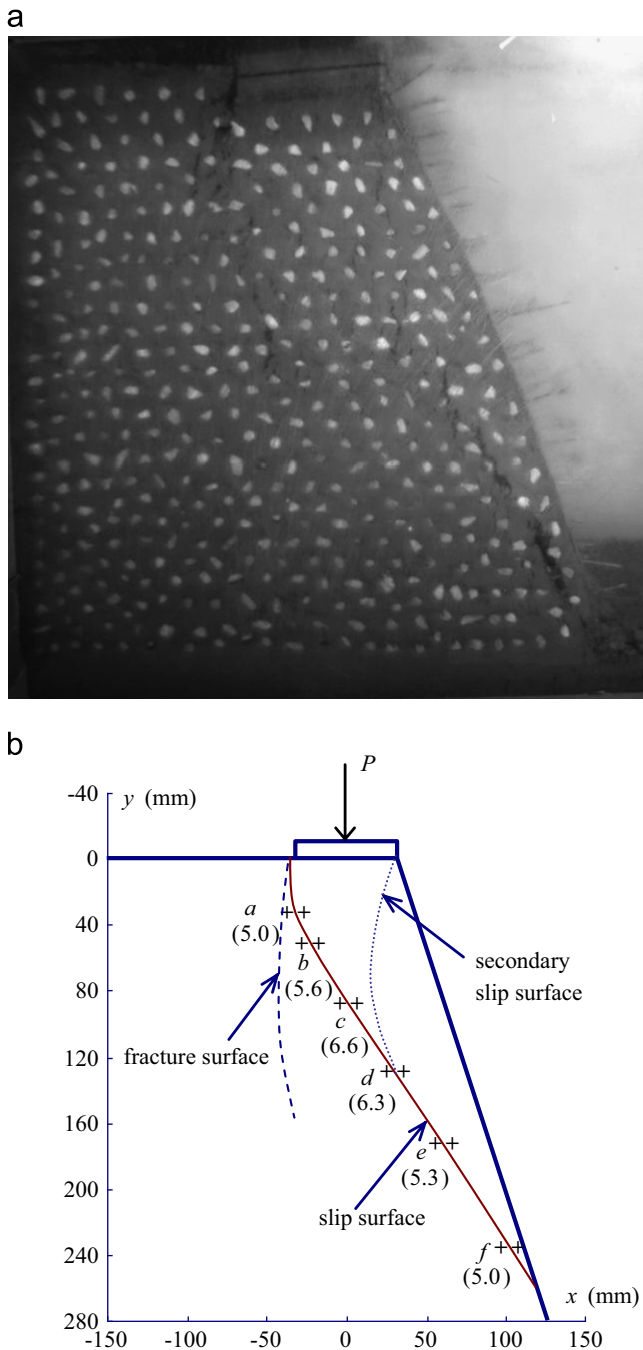 a
b
P
-40
y (mm)
0
a
40
(5.0)
b
(5.6)
secondary
slip surface
80
c
(6.6)
fracture surface
120
d
(6.3)
160
e
(5.3)
200
slip surface
240
f
(5.0)
x (mm)
280
-150 -100 -50 0 50 100 150